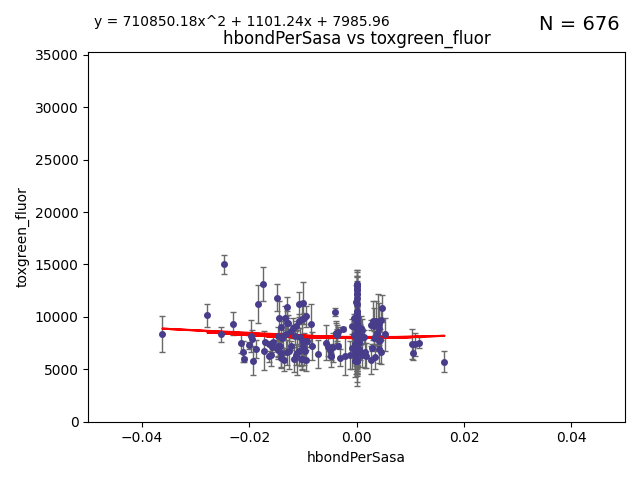 y = 710850.18x^2 + 1101.24x + 7985.96
N = 676
hbondPerSasa vs toxgreen_fluor
35000
30000
25000
20000
15000
10000
5000
0
toxgreen_fluor
−0.04
−0.02
0.00
0.02
0.04
hbondPerSasa